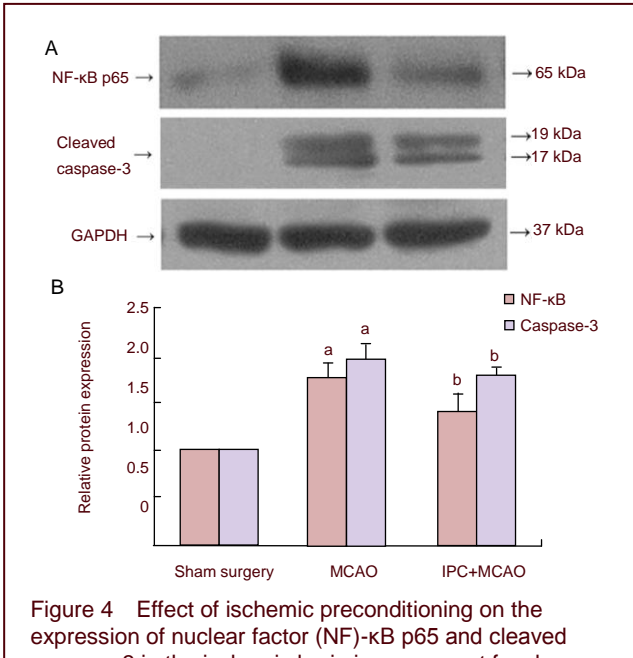 A
NF-κB p65 → → 65 kDa
Cleaved caspase-3 → → 19 kDa
→ 17 kDa
GAPDH → → 37 kDa
B
NF-κB
Caspase-3
Relative protein expression
2.5
2.0
1.5
1.0
0.5
0
a
a
b
b
Sham surgery MCAO IPC+MCAO
Figure 4 Effect of ischemic preconditioning on the
expression of nuclear factor (NF)-κB p65 and cleaved